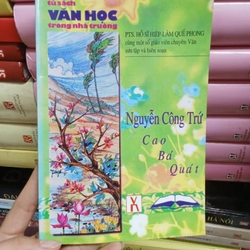 tủ sách
VĂN HỌC
trong nhà trường
PTS. HỒ SĨ HIỆP-LÂM QUẾ PHONG
cùng một số giáo viên chuyên Văn
sưu tập và biên soạn
Nguyễn Công Trứ
Cao Bá
Quát